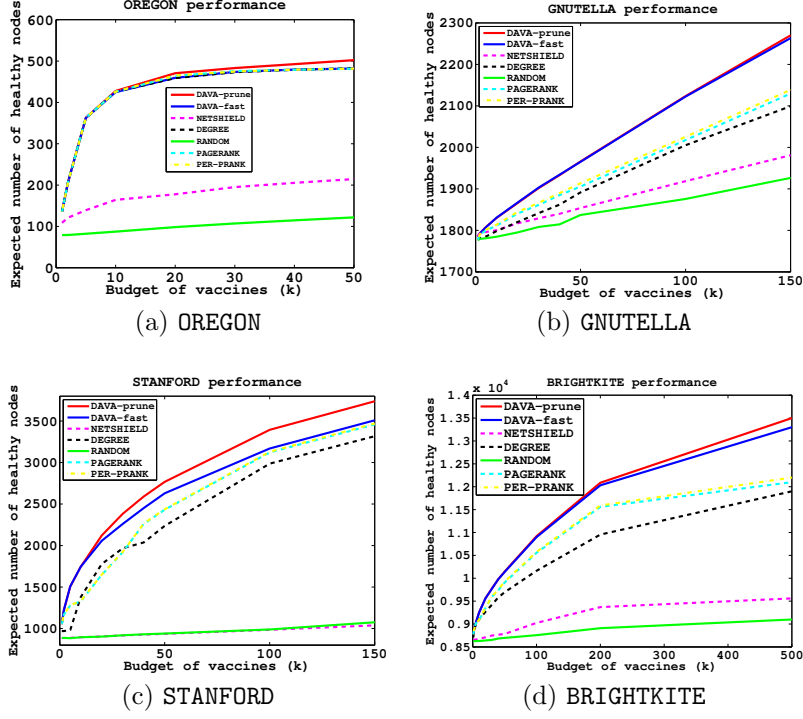 OREGON performance
Expected number of healthy nodes
600
500
400
300
200
100
0
DAVA-prune
DAVA-fast
NETSHIELD
DEGREE
RANDOM
PAGERANK
PER-PRANK
0 10 20 30 40 50
Budget of vaccines (k)
(a) OREGON
GNUTELLA performance
Expected number of healthy nodes
2300
2200
2100
2000
1900
1800
1700
DAVA-prune
DAVA-fast
NETSHIELD
DEGREE
RANDOM
PAGERANK
PER-PRANK
0 50 100 150
Budget of vaccines (k)
(b) GNUTELLA
STANFORD performance
Expected number of healthy nodes
3500
3000
2500
2000
1500
1000
DAVA-prune
DAVA-fast
NETSHIELD
DEGREE
RANDOM
PAGERANK
PER-PRANK
0 50 100 150
Budget of vaccines (k)
(c) STANFORD
BRIGHTKITE performance
x 10^4
Expected number of healthy nodes
1.4
1.35
1.3
1.25
1.2
1.15
1.1
1.05
1
0.95
0.9
0.85
DAVA-prune
DAVA-fast
NETSHIELD
DEGREE
RANDOM
PAGERANK
PER-PRANK
0 100 200 300 400 500
Budget of vaccines (k)
(d) BRIGHTKITE